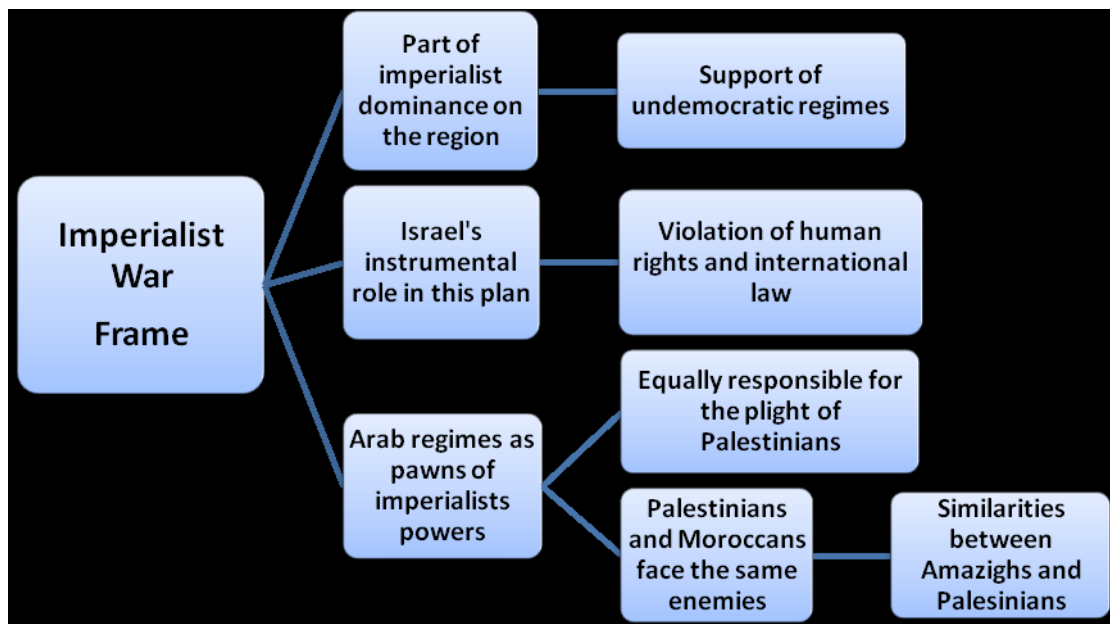 Imperialist
War
Frame
Part of
imperialist
dominance on
the region
Support of
undemocratic regimes
Israel's
instrumental
role in this plan
Violation of human
rights and international
law
Arab regimes as
pawns of
imperialists
powers
Equally responsible for
the plight of
Palestinians
Palestinians
and Moroccans
face the same
enemies
Similarities
between
Amazighs and
Palesinians